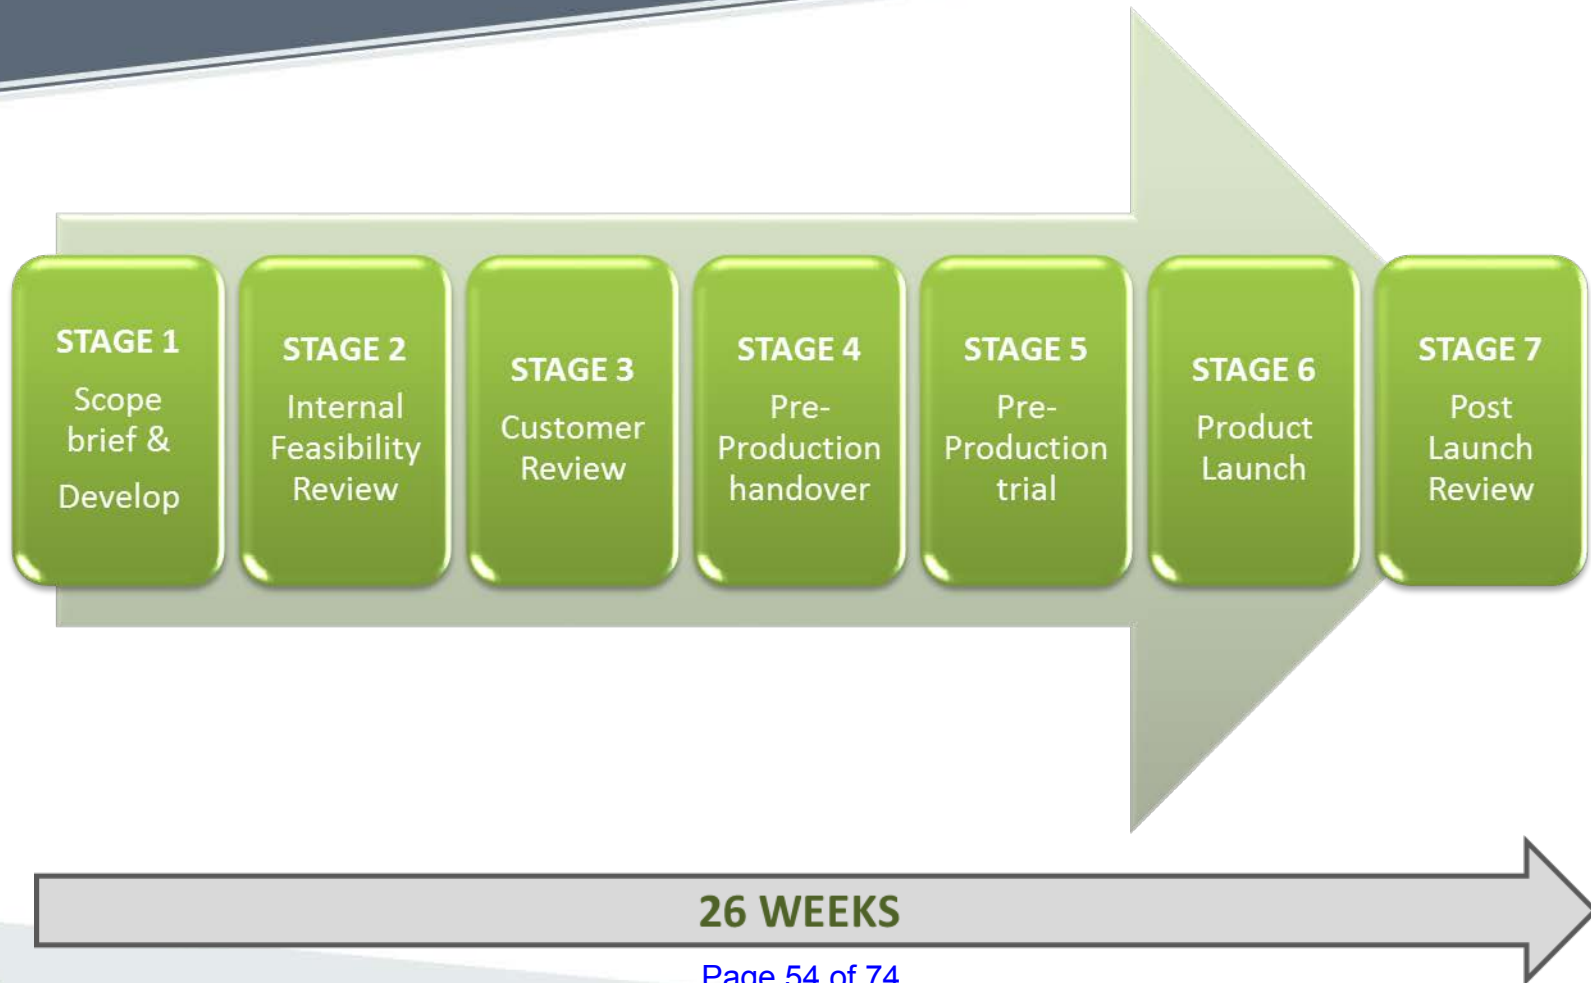 STAGE 1
Scope
brief &
Develop
STAGE 2
Internal
Feasibility
Review
STAGE 3
Customer
Review
STAGE 4
Pre-
Production
handover
STAGE 5
Pre-
Production
trial
STAGE 6
Product
Launch
STAGE 7
Post
Launch
Review
26 WEEKS
Page 54 of 74